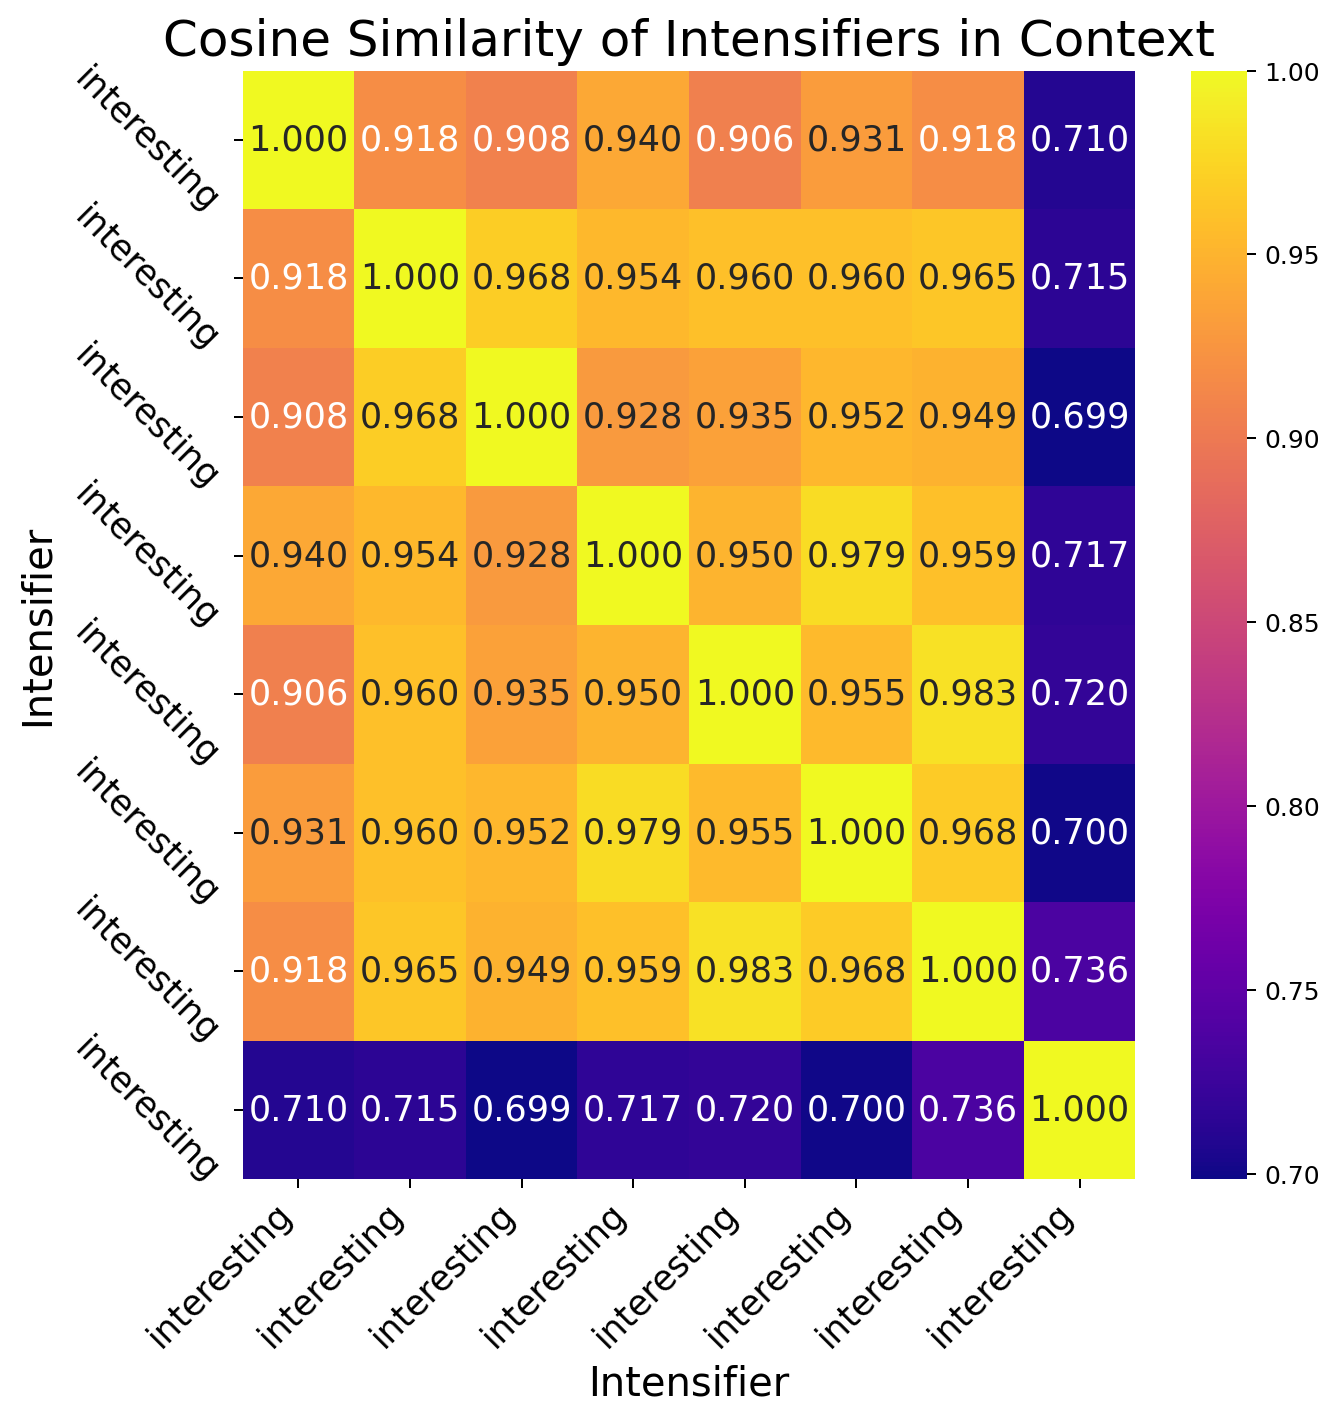 Cosine Similarity of Intensifiers in Context
interesting 1.000 0.918 0.908 0.940 0.906 0.931 0.918 0.710
interesting 0.918 1.000 0.968 0.954 0.960 0.960 0.965 0.715
interesting 0.908 0.968 1.000 0.928 0.935 0.952 0.949 0.699
interesting 0.940 0.954 0.928 1.000 0.950 0.979 0.959 0.717
interesting 0.906 0.960 0.935 0.950 1.000 0.955 0.983 0.720
interesting 0.931 0.960 0.952 0.979 0.955 1.000 0.968 0.700
interesting 0.918 0.965 0.949 0.959 0.983 0.968 1.000 0.736
interesting 0.710 0.715 0.699 0.717 0.720 0.700 0.736 1.000
Intensifier
interesting interesting interesting interesting interesting interesting interesting interesting
Intensifier
1.00
0.95
0.90
0.85
0.80
0.75
0.70